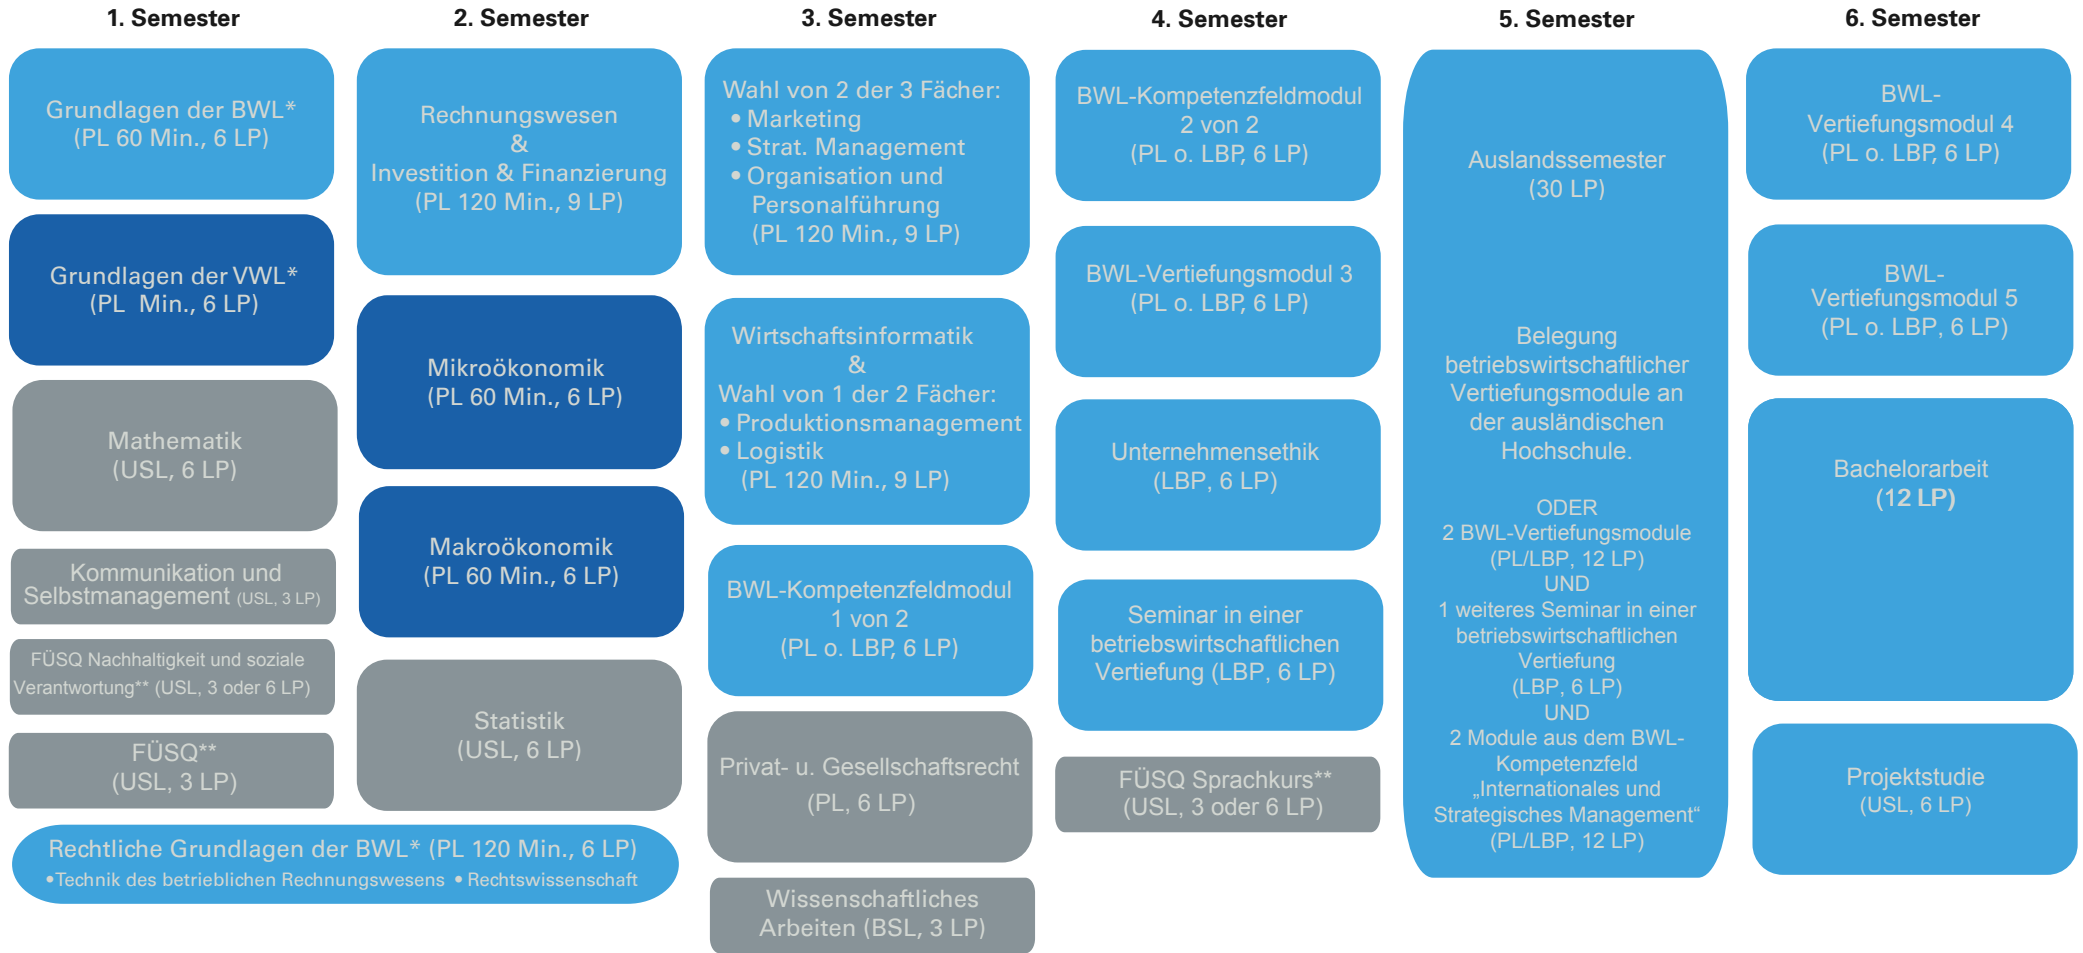 1. Semester
Grundlagen der BWL*
(PL 60 Min., 6 LP)
Grundlagen der VWL*
(PL  Min., 6 LP)
Mathematik
(USL, 6 LP)
Kommunikation und
Selbstmanagement (USL, 3 LP)
FÜSQ Nachhaltigkeit und soziale
Verantwortung** (USL, 3 oder 6 LP)
FÜSQ**
(USL, 3 LP)
Rechtliche Grundlagen der BWL* (PL 120 Min., 6 LP)
•Technik des betrieblichen Rechnungswesens • Rechtswissenschaft
2. Semester
Rechnungswesen
&
Investition & Finanzierung
(PL 120 Min., 9 LP)
Mikroökonomik
(PL 60 Min., 6 LP)
Makroökonomik
(PL 60 Min., 6 LP)
Statistik
(USL, 6 LP)
3. Semester
Wahl von 2 der 3 Fächer:
• Marketing
• Strat. Management
• Organisation und
Personalführung
(PL 120 Min., 9 LP)
Wirtschaftsinformatik
&
Wahl von 1 der 2 Fächer:
• Produktionsmanagement
• Logistik
(PL 120 Min., 9 LP)
BWL-Kompetenzfeldmodul
1 von 2
(PL o. LBP, 6 LP)
Privat- u. Gesellschaftsrecht
(PL, 6 LP)
Wissenschaftliches
Arbeiten (BSL, 3 LP)
4. Semester
BWL-Kompetenzfeldmodul
2 von 2
(PL o. LBP, 6 LP)
BWL-Vertiefungsmodul 3
(PL o. LBP, 6 LP)
Unternehmensethik
(LBP, 6 LP)
Seminar in einer
betriebswirtschaftlichen
Vertiefung (LBP, 6 LP)
FÜSQ Sprachkurs**
(USL, 3 oder 6 LP)
5. Semester
Auslandssemester
(30 LP)
Belegung
betriebswirtschaftlicher
Vertiefungsmodule an
der ausländischen
Hochschule.
ODER
2 BWL-Vertiefungsmodule
(PL/LBP, 12 LP)
UND
1 weiteres Seminar in einer
betriebswirtschaftlichen
Vertiefung
(LBP, 6 LP)
UND
2 Module aus dem BWL-
Kompetenzfeld
„Internationales und
Strategisches Management“
(PL/LBP, 12 LP)
6. Semester
BWL-
Vertiefungsmodul 4
(PL o. LBP, 6 LP)
BWL-
Vertiefungsmodul 5
(PL o. LBP, 6 LP)
Bachelorarbeit
(12 LP)
Projektstudie
(USL, 6 LP)